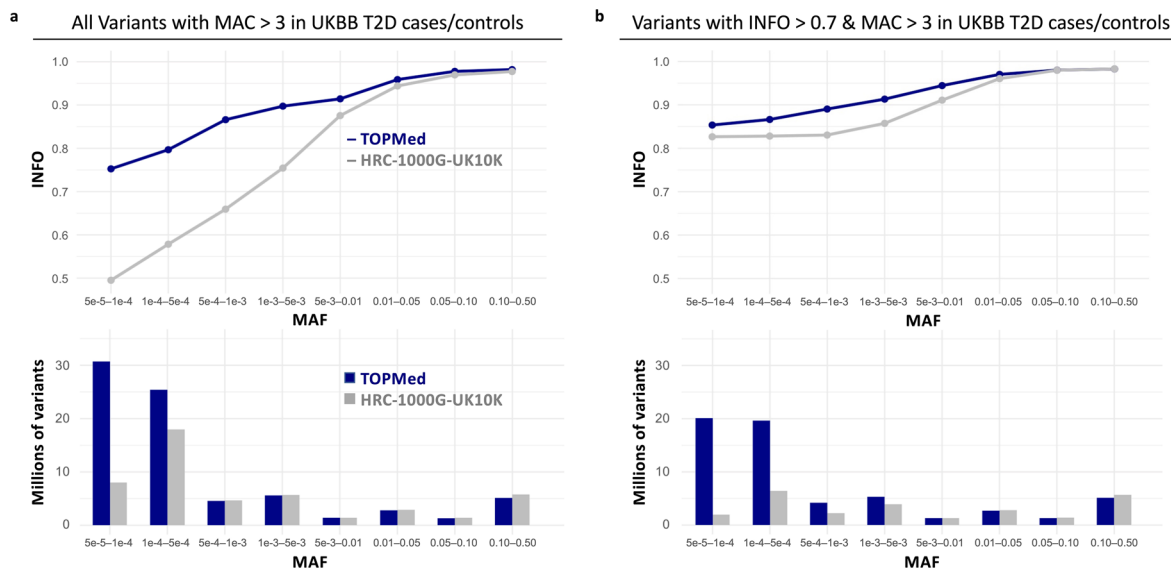 a
All Variants with MAC > 3 in UKBB T2D cases/controls
1.0
0.9
0.8
0.7
0.6
0.5
INFO
TOPMed
HRC-1000G-UK10K
5e-5–1e-4 1e-4–5e-4 5e-4–1e-3 1e-3–5e-3 5e-3–0.01 0.01–0.05 0.05–0.10 0.10–0.50
MAF
30
20
10
0
Millions of variants
TOPMed
HRC-1000G-UK10K
5e-5–1e-4 1e-4–5e-4 5e-4–1e-3 1e-3–5e-3 5e-3–0.01 0.01–0.05 0.05–0.10 0.10–0.50
MAF
b
Variants with INFO > 0.7 & MAC > 3 in UKBB T2D cases/controls
1.0
0.9
0.8
0.7
0.6
0.5
INFO
5e-5–1e-4 1e-4–5e-4 5e-4–1e-3 1e-3–5e-3 5e-3–0.01 0.01–0.05 0.05–0.10 0.10–0.50
MAF
30
20
10
0
Millions of variants
5e-5–1e-4 1e-4–5e-4 5e-4–1e-3 1e-3–5e-3 5e-3–0.01 0.01–0.05 0.05–0.10 0.10–0.50
MAF